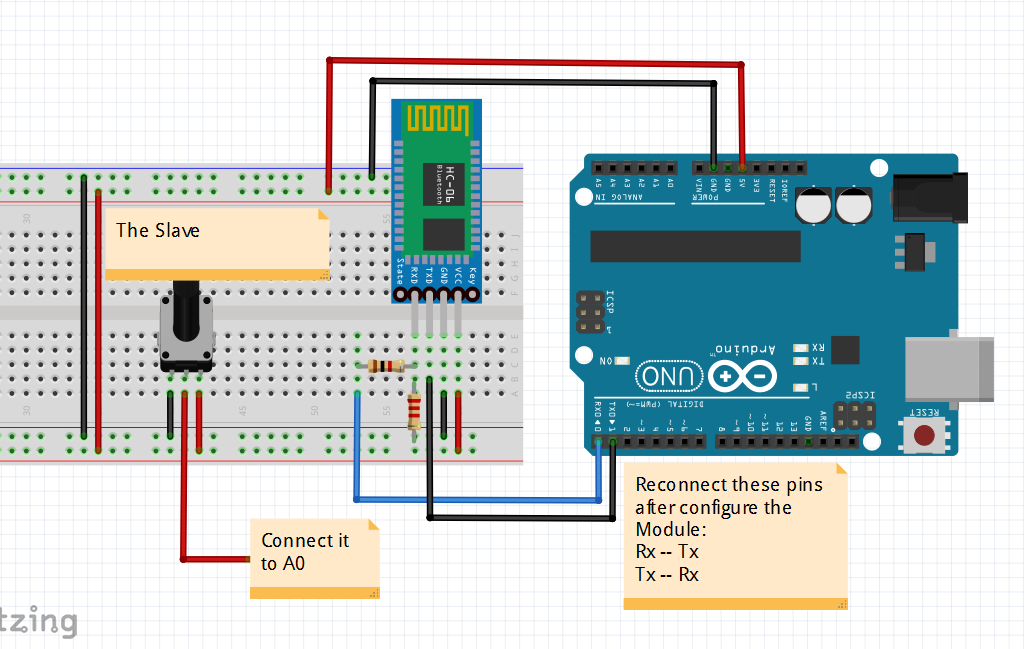 The Slave
HC-06
Bluetooth
State
RXD
TXD
GND
VCC
Key
30
55
J
I
H
G
F
E
D
C
B
A
30
45
50
55
A5
A4
A3
A2
A1
A0
ANALOG IN
VIN
GND
GND
5V
3V3
RESET
IOREF
POWER
ICSP
1
ON
UNO
Arduino
TM
RX
TX
L
ICSP2
RESET
DIGITAL (PWM=~)
RXD◄0
TXD►1
2
~3
4
~5
~6
7
8
~9
~10
~11
12
13
GND
AREF
Connect it
to A0
Reconnect these pins
after configure the
Module:
Rx -- Tx
Tx -- Rx
tzing